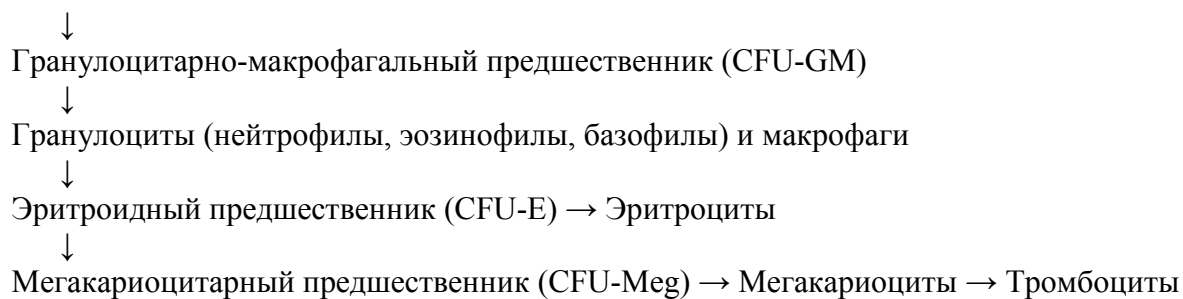 ↓
Гранулоцитарно-макрофагальный предшественник (CFU-GM)
↓
Гранулоциты (нейтрофилы, эозинофилы, базофилы) и макрофаги
↓
Эритроидный предшественник (CFU-E) → Эритроциты
↓
Мегакариоцитарный предшественник (CFU-Meg) → Мегакариоциты → Тромбоциты